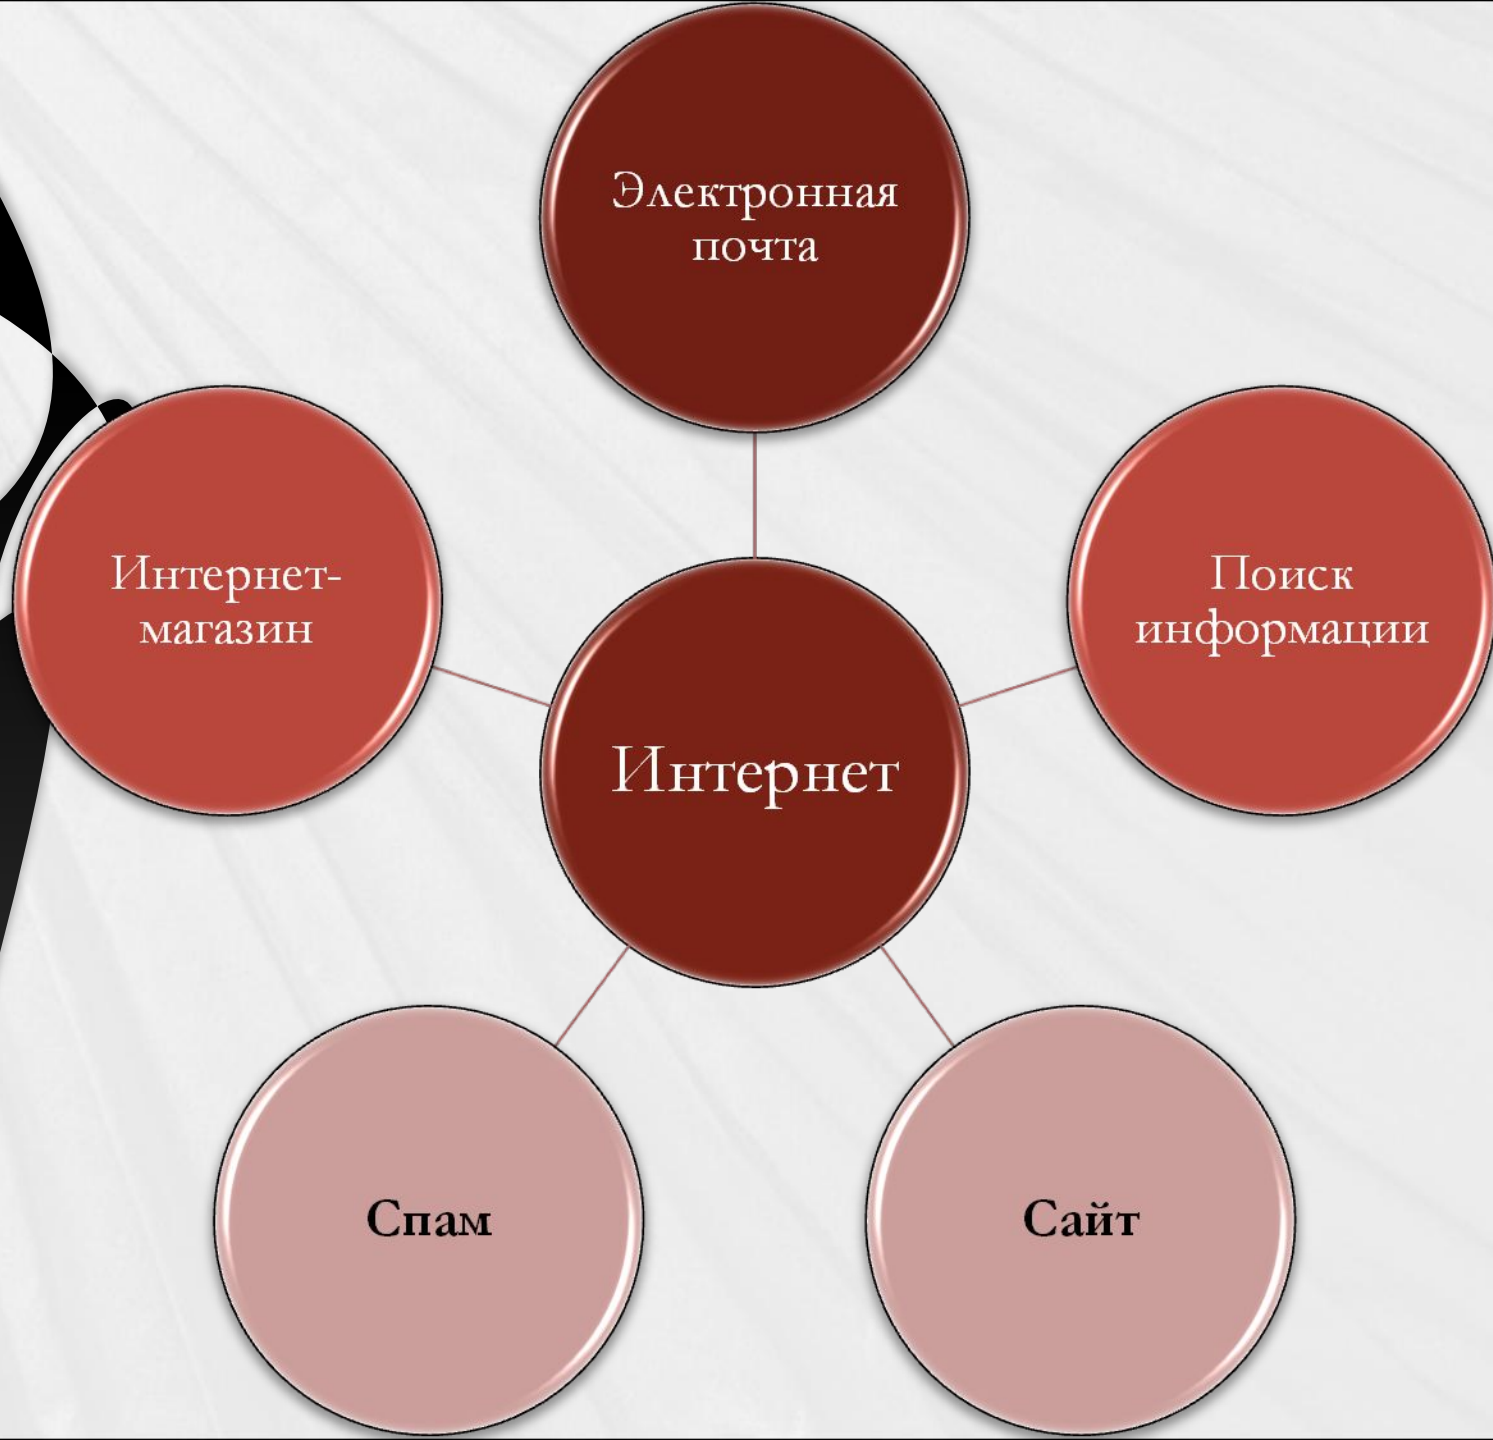 Электронная
почта
Интернет-
магазин
Поиск
информации
Интернет
Спам
Сайт